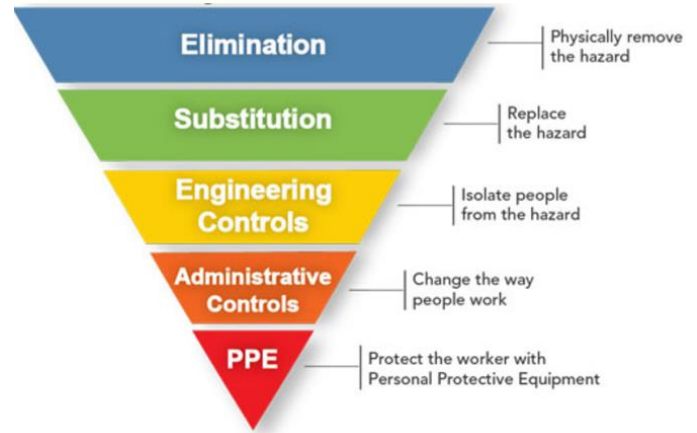 Elimination
Physically remove
the hazard
Substitution
Replace
the hazard
Engineering
Controls
Isolate people
from the hazard
Administrative
Controls
Change the way
people work
PPE
Protect the worker with
Personal Protective Equipment